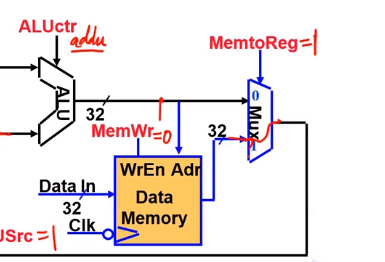 ALUctr
addu
MemtoReg=1
ALU
32
MemWr=0
32
0
Mux
1
WrEn Adr
Data In
32
Data
Memory
Clk
USrc=1